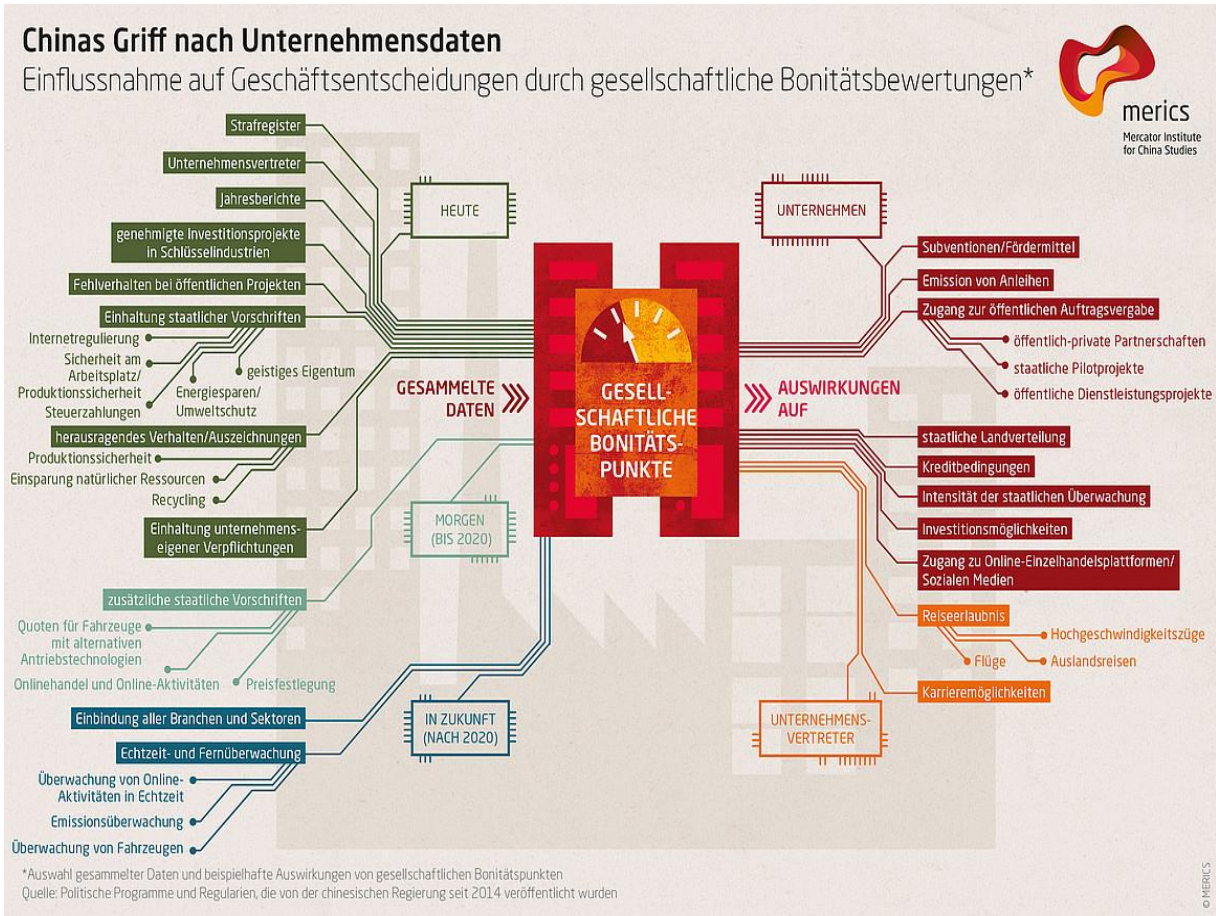 Chinas Griff nach Unternehmensdaten
Einflussnahme auf Geschäftsentscheidungen durch gesellschaftliche Bonitätsbewertungen*
merics
Mercator Institute
for China Studies
Strafregister
Unternehmensvertreter
Jahresberichte
genehmigte Investitionsprojekte
in Schlüsselindustrien
Fehlverhalten bei öffentlichen Projekten
Einhaltung staatlicher Vorschriften
Internetregulierung
Sicherheit am
Arbeitsplatz/
Produktionssicherheit
Steuerzahlungen
Energiesparen/
Umweltschutz
geistiges Eigentum
herausragendes Verhalten/Auszeichnungen
Produktionssicherheit
Einsparung natürlicher Ressourcen
Recycling
Einhaltung unternehmens-
eigener Verpflichtungen
HEUTE
GESAMMELTE
DATEN
MORGEN
(BIS 2020)
zusätzliche staatliche Vorschriften
Quoten für Fahrzeuge
mit alternativen
Antriebstechnologien
Onlinehandel und Online-Aktivitäten
Preisfestlegung
Einbindung aller Branchen und Sektoren
Echtzeit- und Fernüberwachung
Überwachung von Online-
Aktivitäten in Echtzeit
Emissionsüberwachung
Überwachung von Fahrzeugen
IN ZUKUNFT
(NACH 2020)
GESELL-
SCHAFTLICHE
BONITÄTS-
PUNKTE
AUSWIRKUNGEN
AUF
UNTERNEHMEN
Subventionen/Fördermittel
Emission von Anleihen
Zugang zur öffentlichen Auftragsvergabe
öffentlich-private Partnerschaften
staatliche Pilotprojekte
öffentliche Dienstleistungsprojekte
staatliche Landverteilung
Kreditbedingungen
Intensität der staatlichen Überwachung
Investitionsmöglichkeiten
Zugang zu Online-Einzelhandelsplattformen/
Sozialen Medien
Reiseerlaubnis
Hochgeschwindigkeitszüge
Flüge
Auslandsreisen
Karrieremöglichkeiten
UNTERNEHMENS-
VERTRETER
*Auswahl gesammelter Daten und beispielhafte Auswirkungen von gesellschaftlichen Bonitätspunkten
Quelle: Politische Programme und Regularien, die von der chinesischen Regierung seit 2014 veröffentlicht wurden
© MERICS